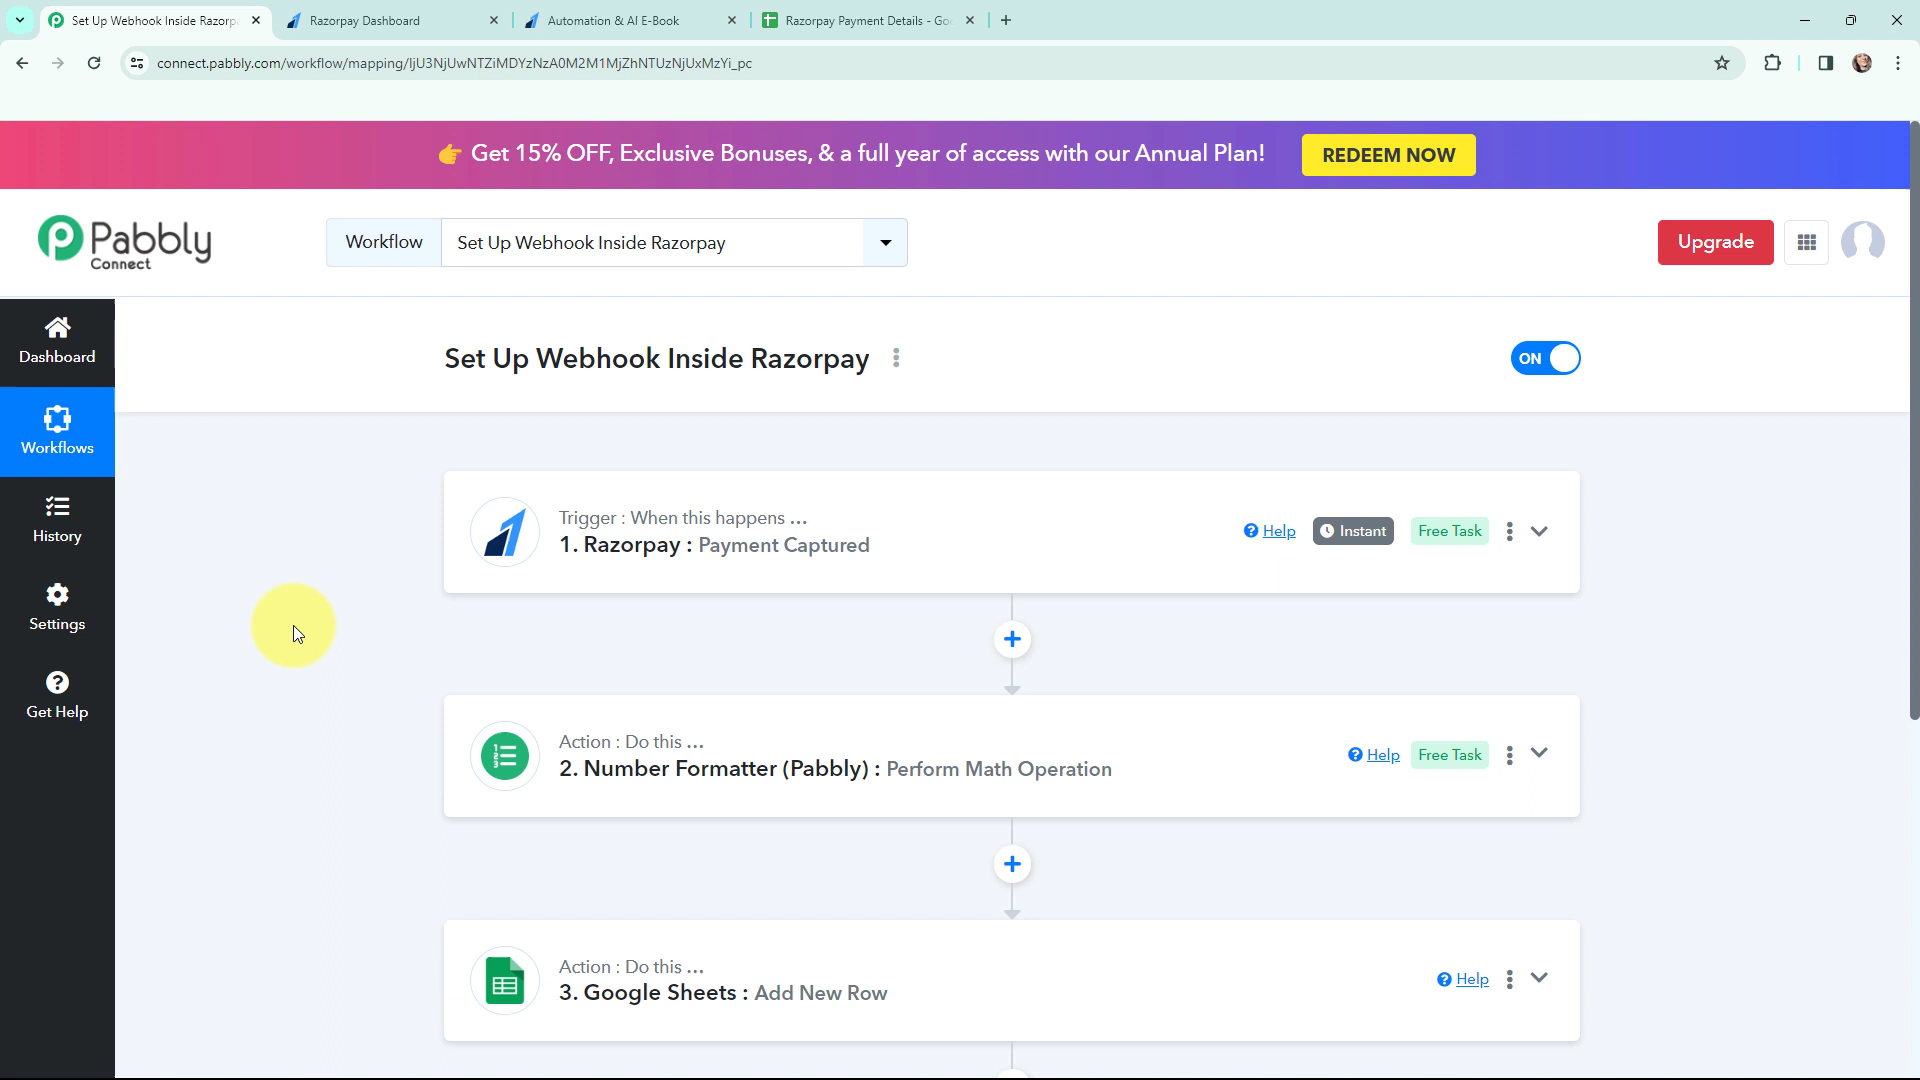 Set Up Webhook Inside Razorp
Razorpay Dashboard
Automation & AI E-Book
Razorpay Payment Details - Go
connect.pabbly.com/workflow/mapping/IjU3NjUwNTZiMDYzNzA0M2M1MjZhNTUzNjUxMzYi_pc
👉 Get 15% OFF, Exclusive Bonuses, & a full year of access with our Annual Plan!
REDEEM NOW
Pabbly
Connect
Workflow
Set Up Webhook Inside Razorpay
Upgrade
Dashboard
Workflows
History
Settings
Get Help
Set Up Webhook Inside Razorpay
ON
Trigger : When this happens ...
1. Razorpay : Payment Captured
Help
Instant
Free Task
Action : Do this ...
2. Number Formatter (Pabbly) : Perform Math Operation
Help
Free Task
Action : Do this ...
3. Google Sheets : Add New Row
Help